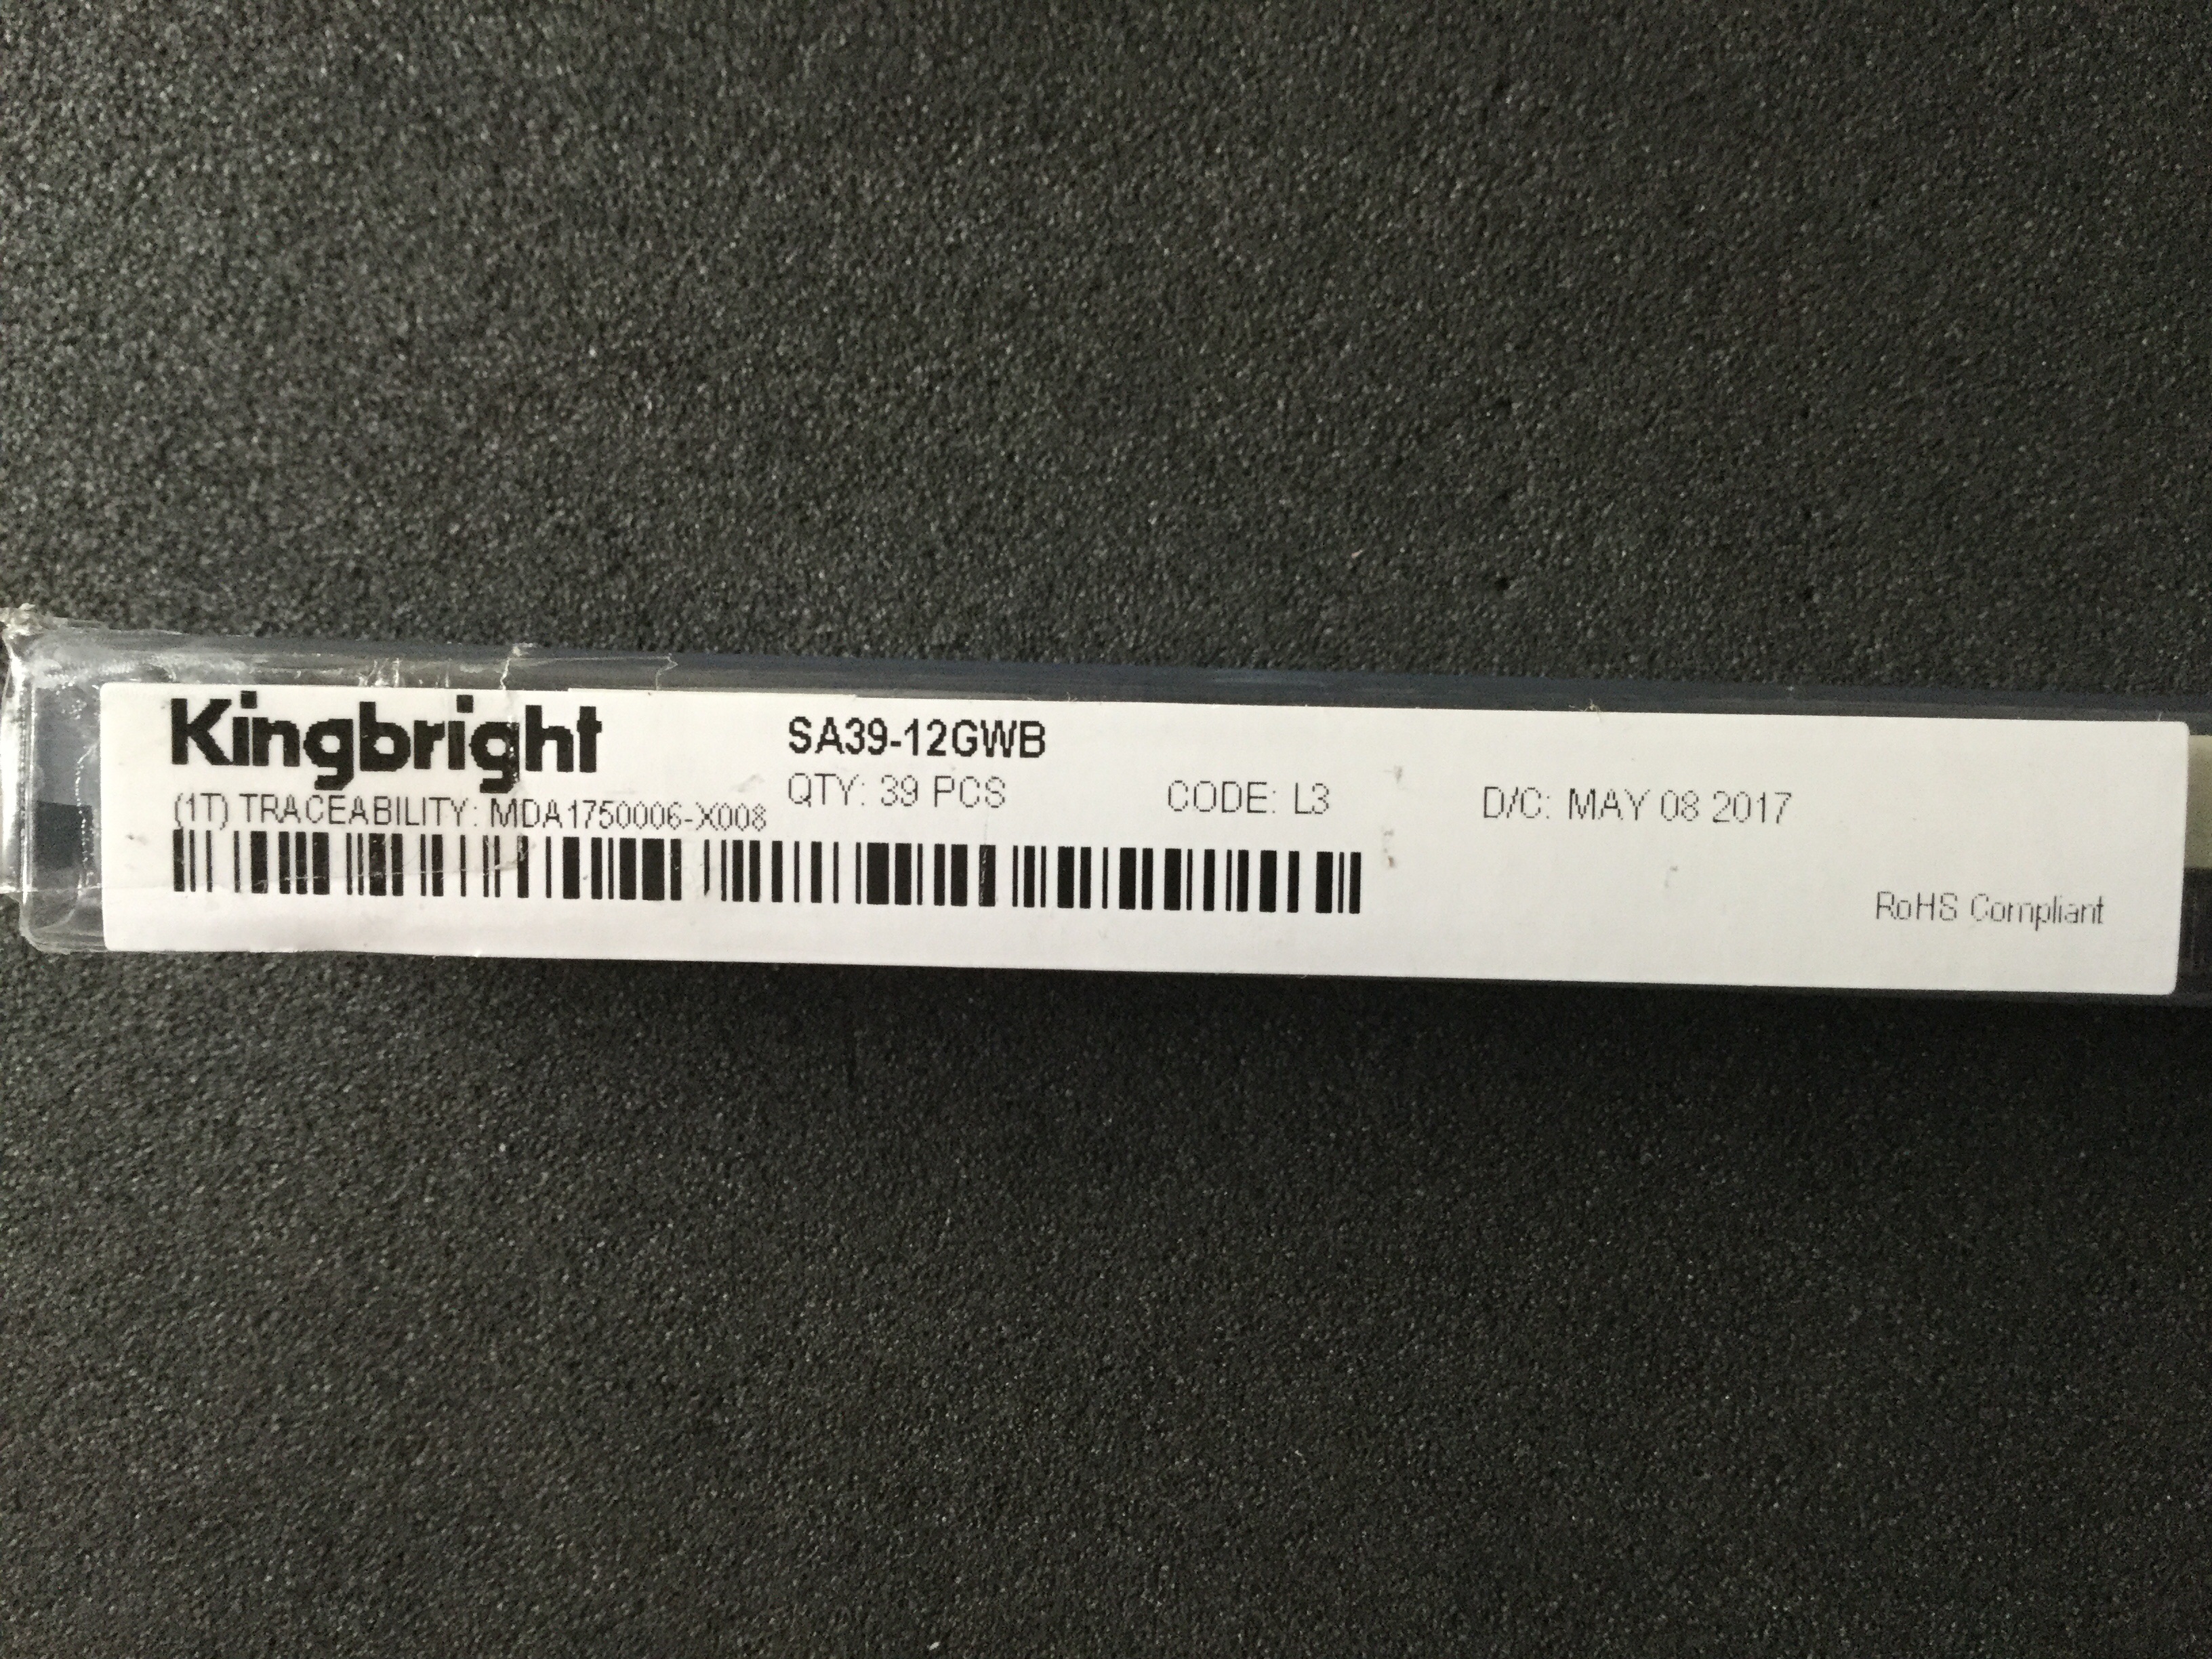 Kingbright
SA39-12GWB
QTY: 39 PCS
CODE: L3
D/C: MAY 08 2017
(1T) TRACEABILITY: MDA1750006-X008
RoHS Compliant